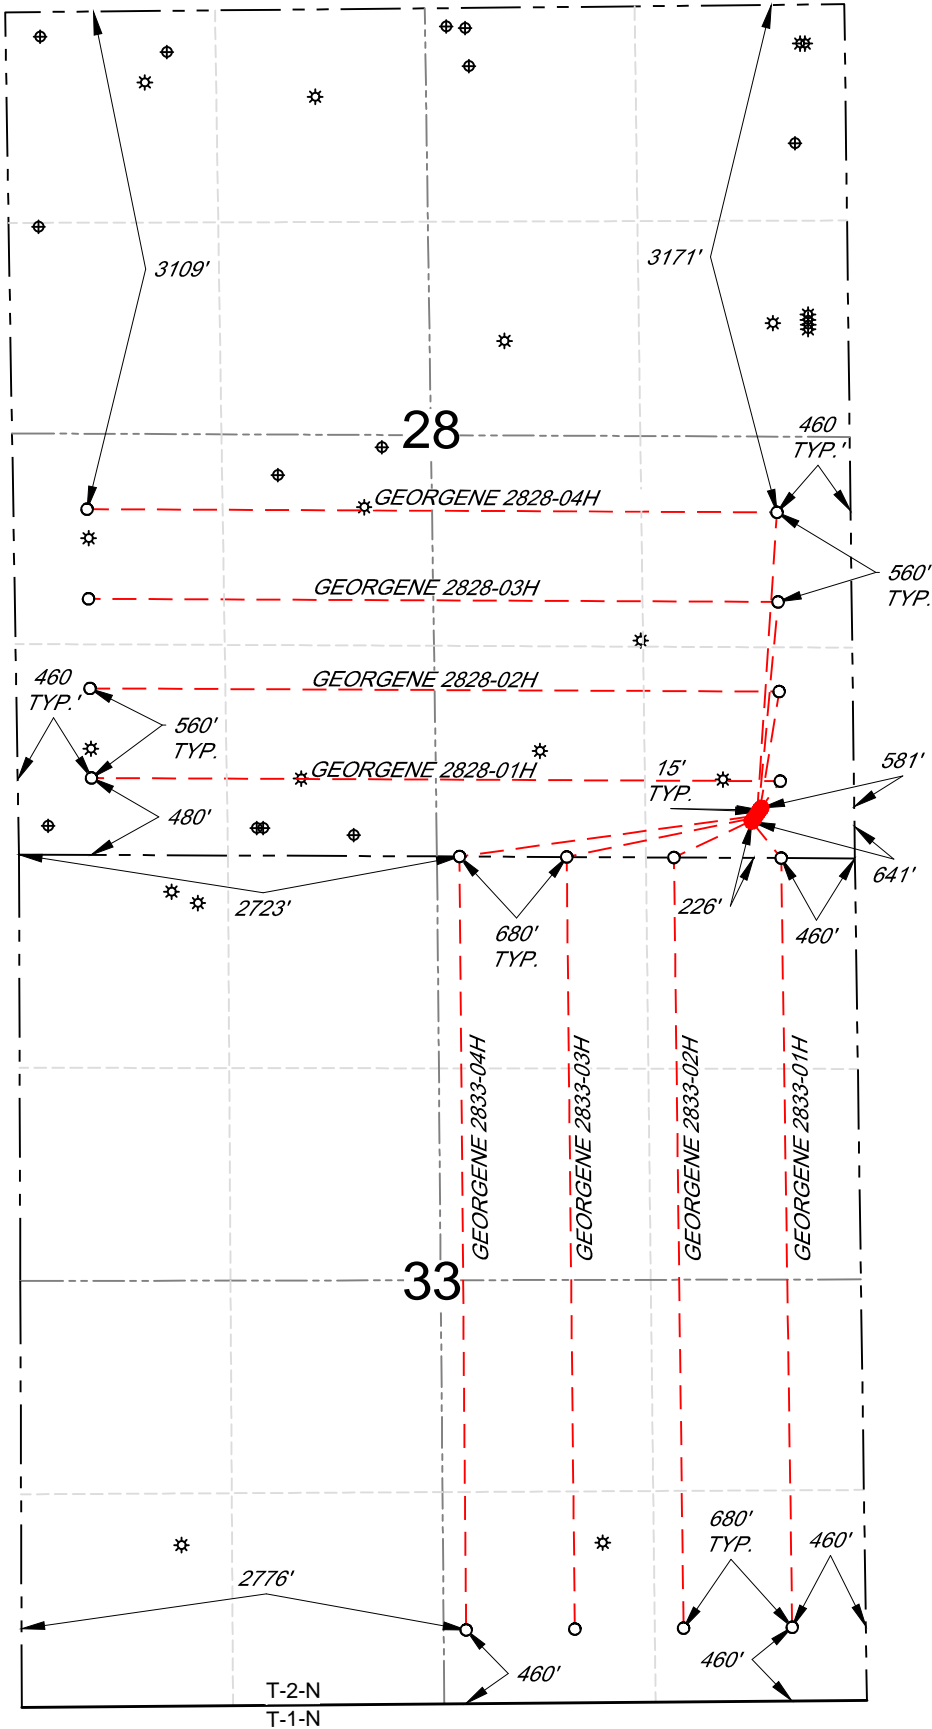 3109'
3171'
28
460
TYP.'
GEORGENE 2828-04H
560'
TYP.
GEORGENE 2828-03H
460
TYP.'
GEORGENE 2828-02H
560'
TYP.
GEORGENE 2828-01H
15'
TYP.
581'
480'
641'
2723'
226'
680'
TYP.
460'
GEORGENE 2833-04H
GEORGENE 2833-03H
GEORGENE 2833-02H
GEORGENE 2833-01H
33
680'
TYP.
460'
2776'
460'
460'
T-2-N
T-1-N